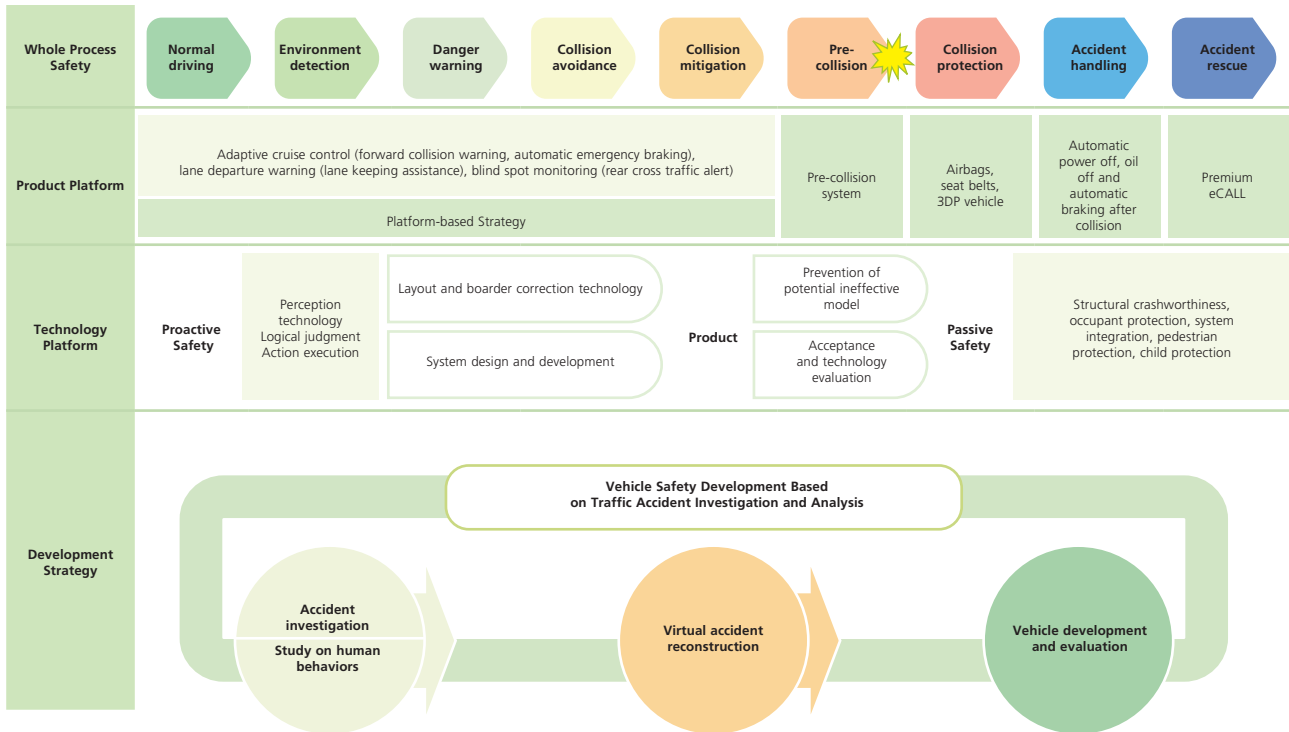 Whole Process
Safety
Normal
driving
Environment
detection
Danger
warning
Collision
avoidance
Collision
mitigation
Pre-
collision
Collision
protection
Accident
handling
Accident
rescue
Product Platform
Adaptive cruise control (forward collision warning, automatic emergency braking),
lane departure warning (lane keeping assistance), blind spot monitoring (rear cross traffic alert)
Platform-based Strategy
Pre-collision
system
Airbags,
seat belts,
3DP vehicle
Automatic
power off, oil
off and
automatic
braking after
collision
Premium
eCALL
Technology
Platform
Proactive
Safety
Perception
technology
Logical judgment
Action execution
Layout and boarder correction technology
System design and development
Product
Prevention of
potential ineffective
model
Acceptance
and technology
evaluation
Passive
Safety
Structural crashworthiness,
occupant protection, system
integration, pedestrian
protection, child protection
Development
Strategy
Vehicle Safety Development Based
on Traffic Accident Investigation and Analysis
Accident
investigation
Study on human
behaviors
Virtual accident
reconstruction
Vehicle development
and evaluation